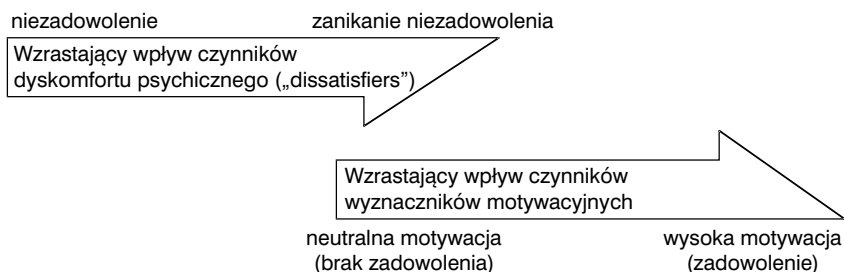 niezadowolenie zanikanie niezadowolenia
Wzrastający wpływ czynników
dyskomfortu psychicznego („dissatisfiers”)
Wzrastający wpływ czynników
wyznaczników motywacyjnych
neutralna motywacja wysoka motywacja
(brak zadowolenia) (zadowolenie)